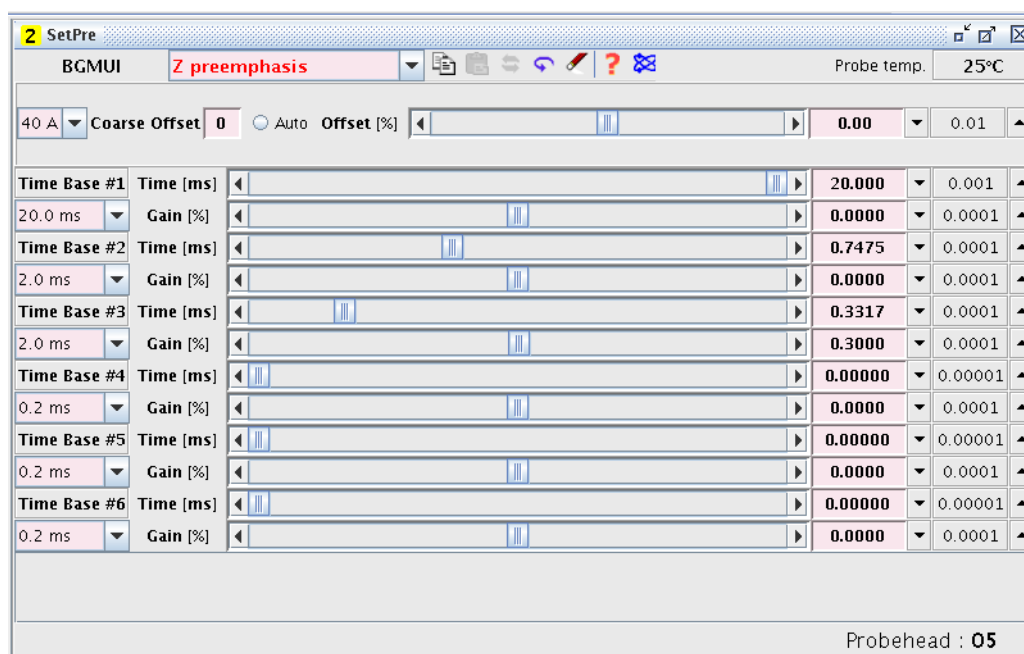 Z SetPre
BGMUI Z preemphasis ? Probe temp. 25°C
40 A Coarse Offset 0 Auto Offset [%] 0.00 0.01
Time Base #1 Time [ms] 20.000 0.001
20.0 ms Gain [%] 0.0000 0.0001
Time Base #2 Time [ms] 0.7475 0.0001
2.0 ms Gain [%] 0.0000 0.0001
Time Base #3 Time [ms] 0.3317 0.0001
2.0 ms Gain [%] 0.3000 0.0001
Time Base #4 Time [ms] 0.00000 0.00001
0.2 ms Gain [%] 0.0000 0.0001
Time Base #5 Time [ms] 0.00000 0.00001
0.2 ms Gain [%] 0.0000 0.0001
Time Base #6 Time [ms] 0.00000 0.00001
0.2 ms Gain [%] 0.0000 0.0001
Probehead : O5